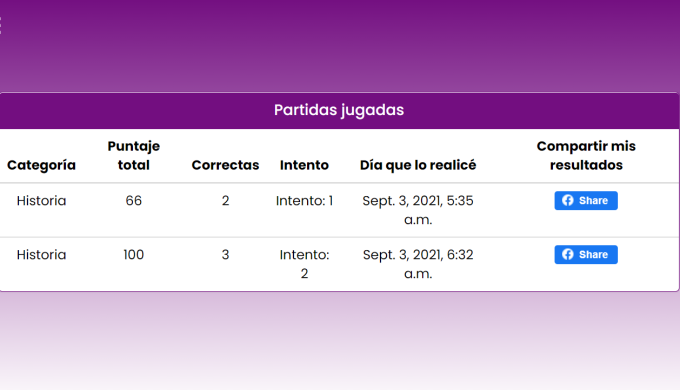 Partidas jugadas
Categoría Puntaje total Correctas Intento Día que lo realicé Compartir mis resultados
Historia 66 2 Intento: 1 Sept. 3, 2021, 5:35 a.m. Share
Historia 100 3 Intento: 2 Sept. 3, 2021, 6:32 a.m. Share